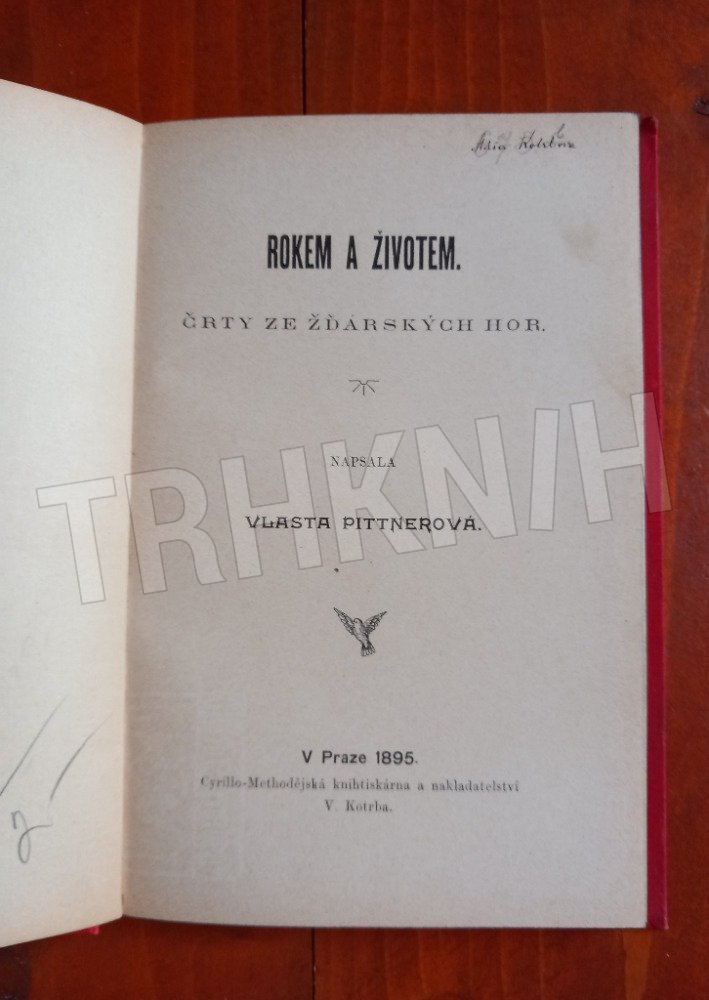 ROKEM A ŽIVOTEM.
ČRTY ZE ŽĎÁRSKÝCH HOR.
NAPSALA
VLASTA PITTNEROVÁ.
TRHKNIH
V Praze 1895.
Cyrillo-Methodějská knihtiskárna a nakladatelství
V. Kotrba.